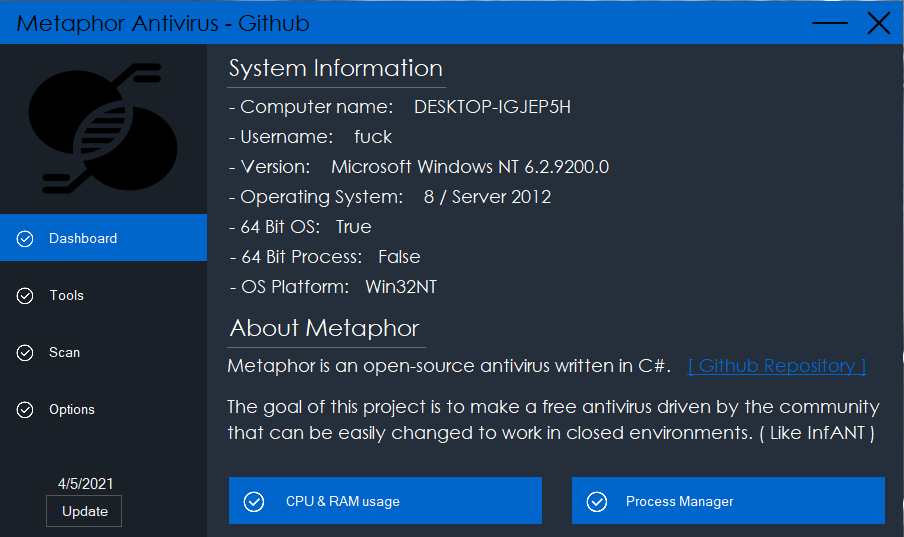 Metaphor Antivirus - Github
System Information
- Computer name: DESKTOP-IGJEP5H
- Username: fuck
- Version: Microsoft Windows NT 6.2.9200.0
- Operating System: 8 / Server 2012
- 64 Bit OS: True
- 64 Bit Process: False
- OS Platform: Win32NT
About Metaphor
Metaphor is an open-source antivirus written in C#. [ Github Repository ]
The goal of this project is to make a free antivirus driven by the community
that can be easily changed to work in closed environments. ( Like InfANT )
CPU & RAM usage
Process Manager
Dashboard
Tools
Scan
Options
4/5/2021
Update